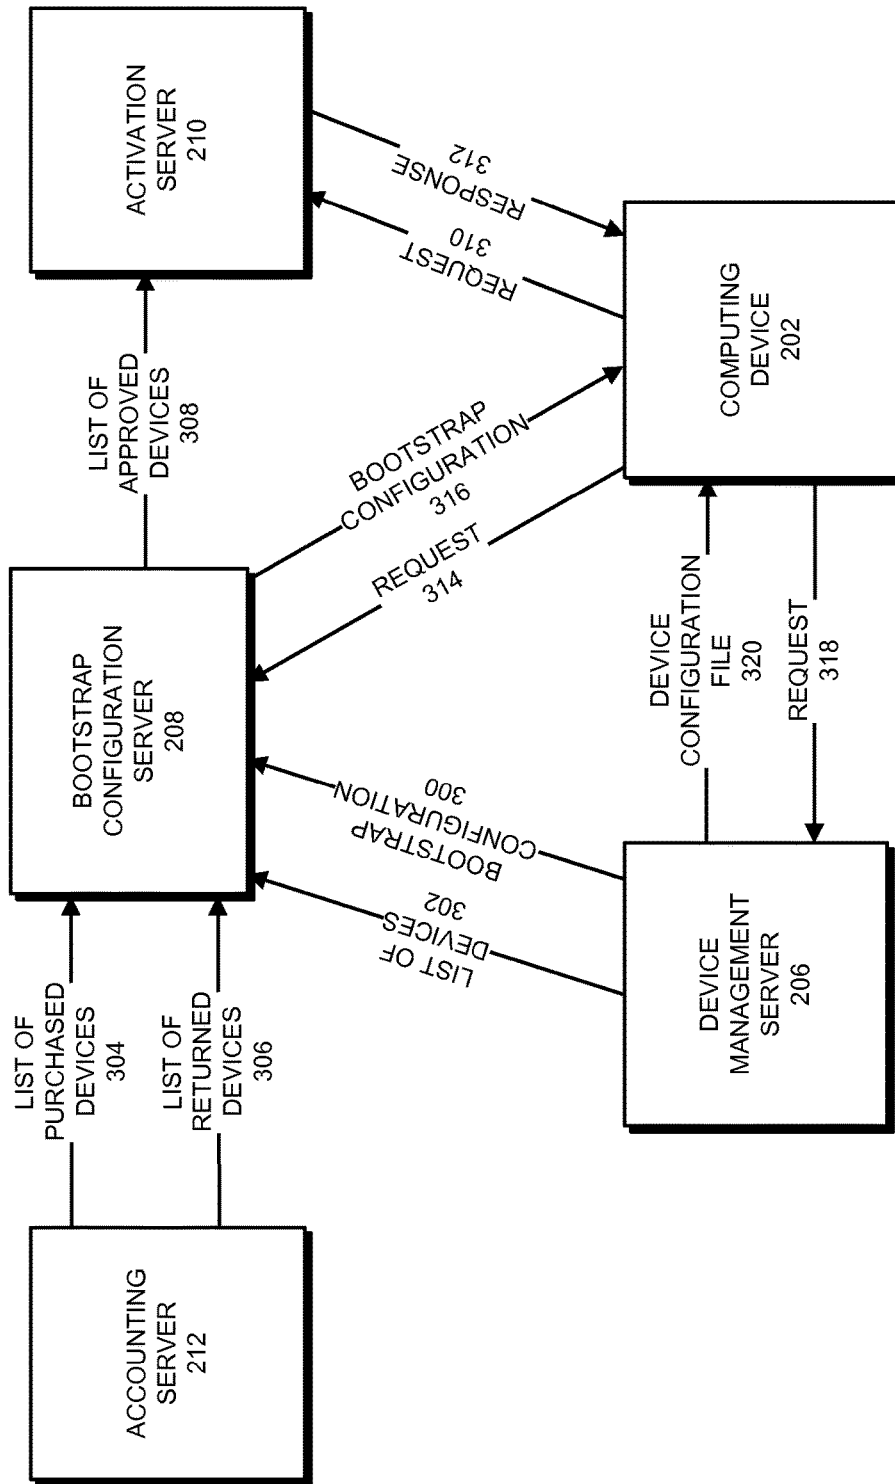 ACCOUNTING
SERVER
212
LIST OF
PURCHASED
DEVICES
304
LIST OF
RETURNED
DEVICES
306
BOOTSTRAP
CONFIGURATION
SERVER
208
LIST OF
APPROVED
DEVICES
308
ACTIVATION
SERVER
210
LIST OF
DEVICES
302
BOOTSTRAP
CONFIGURATION
300
BOOTSTRAP
CONFIGURATION
316
REQUEST
314
REQUEST
310
RESPONSE
312
DEVICE
MANAGEMENT
SERVER
206
DEVICE
CONFIGURATION
FILE
320
REQUEST
318
COMPUTING
DEVICE
202